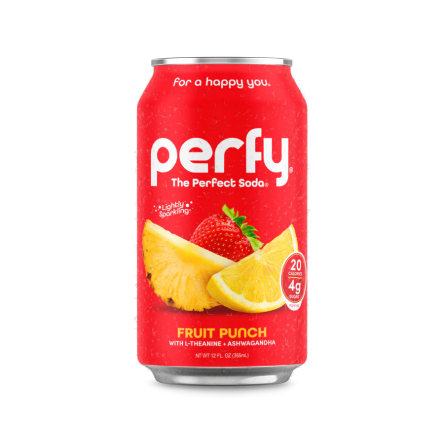 for a happy you™
perfy®
The Perfect Soda®
Lightly
Sparkling
20
CALORIES
4g
SUGAR
FRUIT PUNCH
WITH L-THEANINE + ASHWAGANDHA
NET WT 12 FL. OZ (355mL)